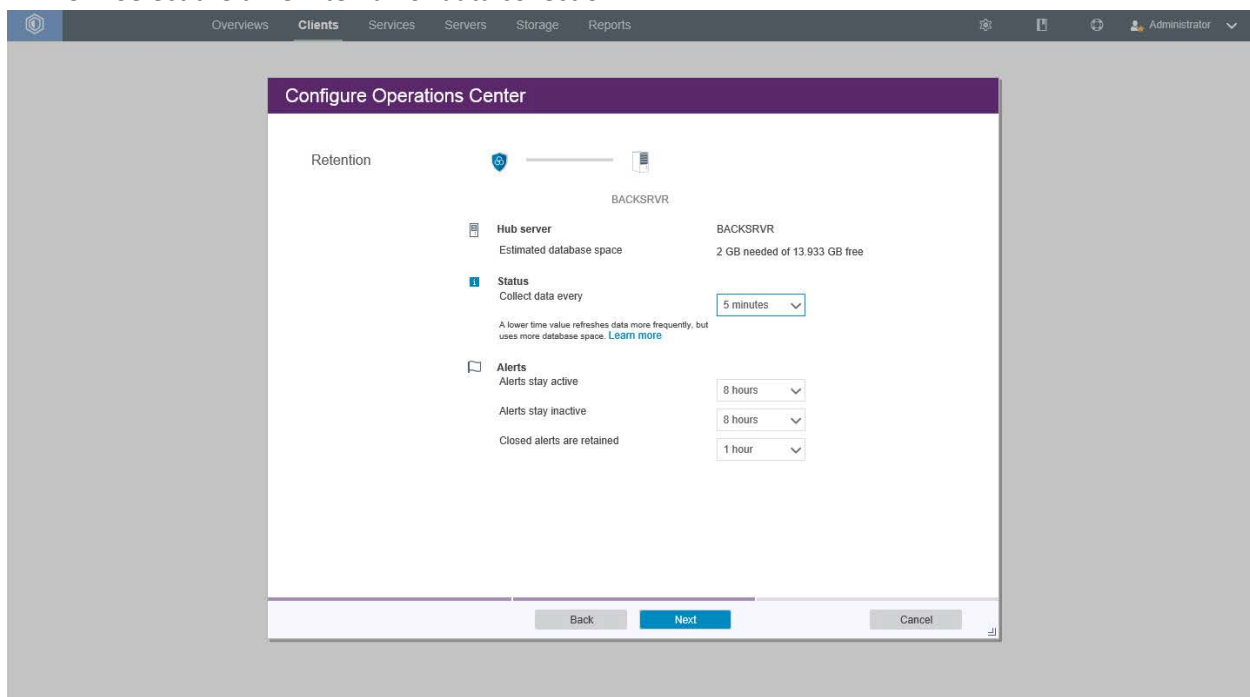 Overviews Clients Services Servers Storage Reports Administrator
Configure Operations Center
Retention
BACKSRVR
Hub server BACKSRVR
Estimated database space 2 GB needed of 13.933 GB free
Status
Collect data every 5 minutes
A lower time value refreshes data more frequently, but
uses more database space. Learn more
Alerts
Alerts stay active 8 hours
Alerts stay inactive 8 hours
Closed alerts are retained 1 hour
Back Next Cancel